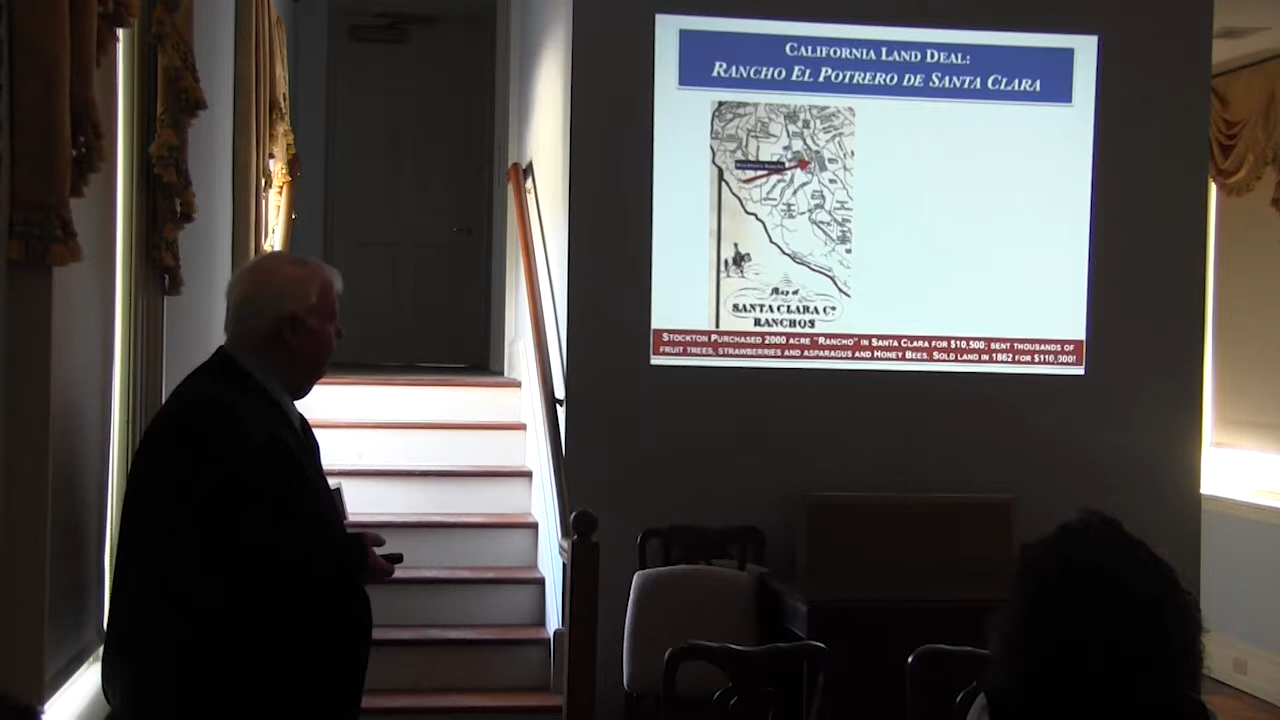 CALIFORNIA LAND DEAL:
RANCHO EL POTRERO DE SANTA CLARA
Map of
SANTA CLARA Co.
RANCHOS
STOCKTON PURCHASED 2000 ACRE "RANCHO" IN SANTA CLARA FOR $10,500; SENT THOUSANDS OF
FRUIT TREES, STRAWBERRIES AND ASPARAGUS AND HONEY BEES. SOLD LAND IN 1862 FOR $110,000!